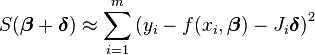 S(𝜷 + 𝜹) ≈ ∑_{i=1}^{m} (y_i − f(x_i, 𝜷) − J_i 𝜹)^2